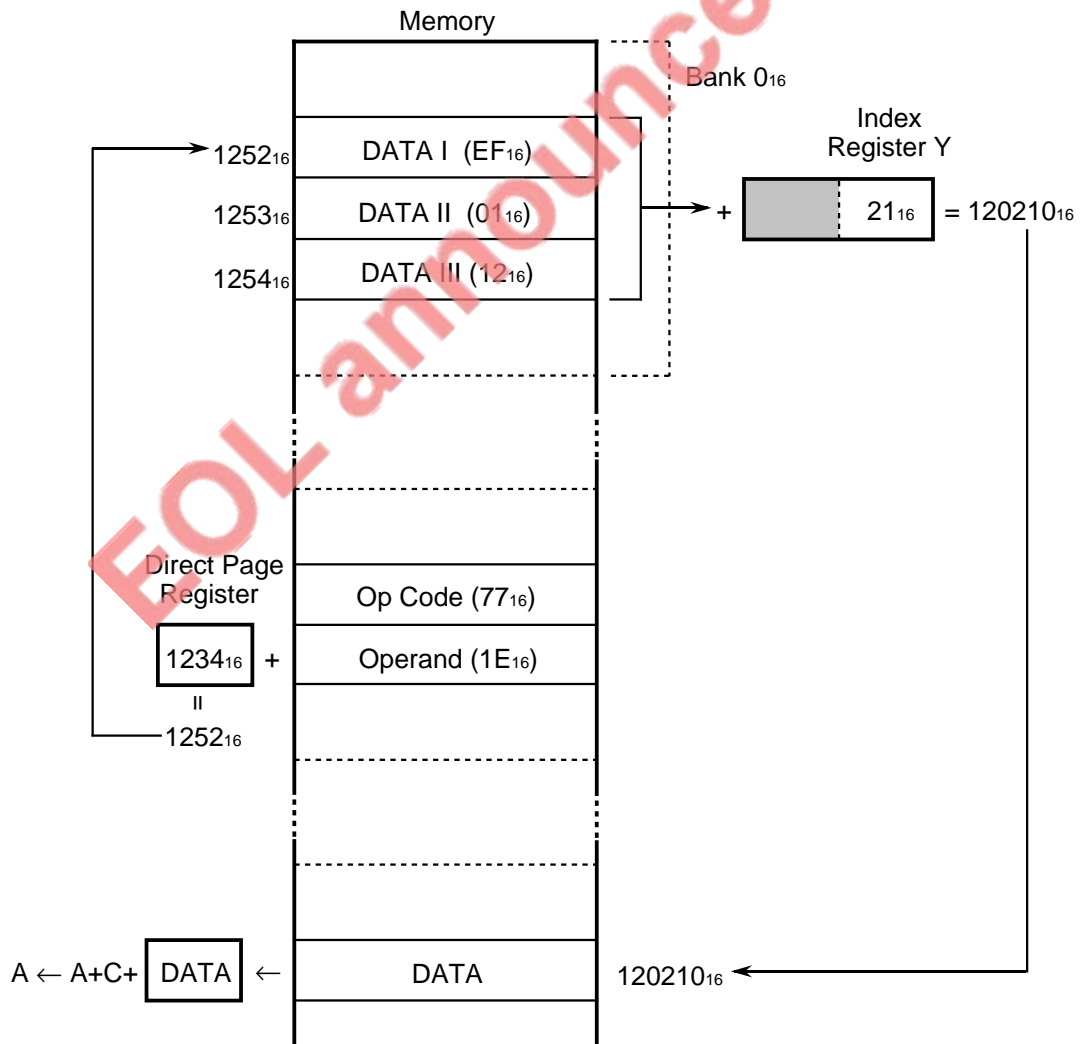 Memory
Bank 0₁₆
Index
Register Y
1252₁₆
DATA I (EF₁₆)
1253₁₆
DATA II (01₁₆)
+
21₁₆
= 120210₁₆
1254₁₆
DATA III (12₁₆)
EOL announce
Direct Page
Register
Op Code (77₁₆)
1234₁₆
+
Operand (1E₁₆)
=
1252₁₆
A ← A+C+ DATA ←
DATA
120210₁₆